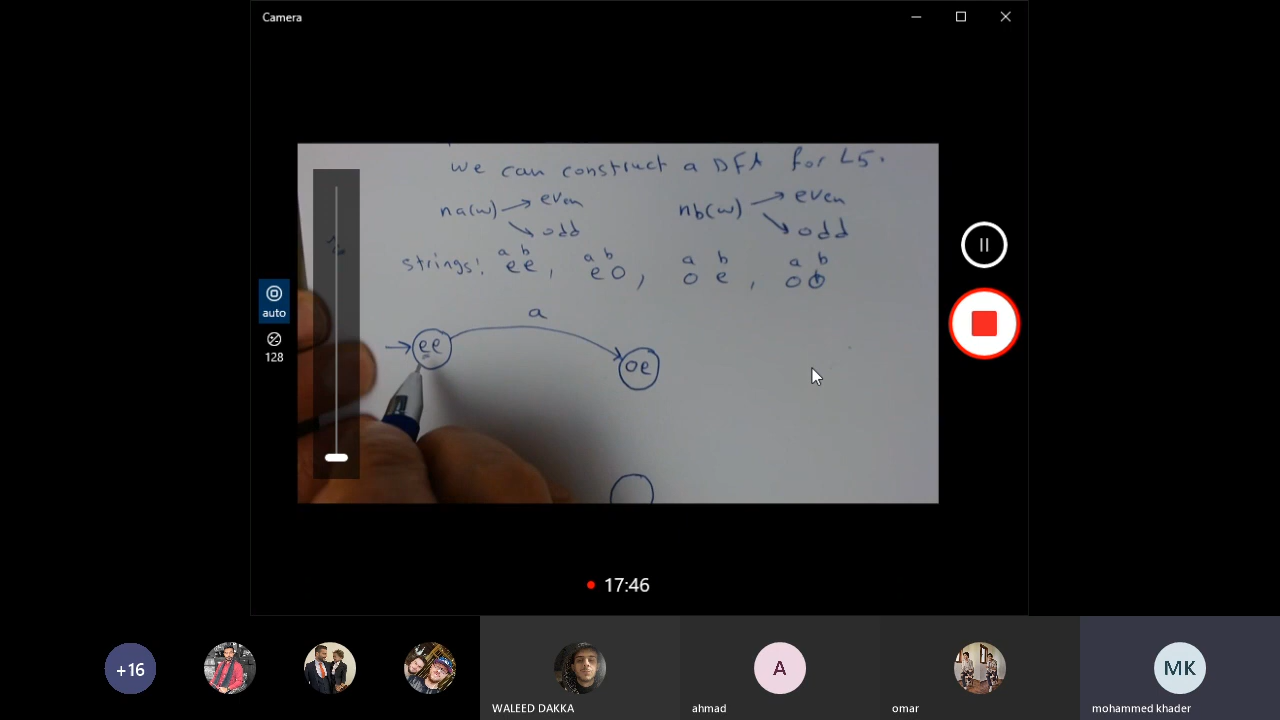 Camera
we can construct a DFA for L5.
na(w) → even nb(w) → even
↘ odd ↘ odd
a b a b a b a b
strings: ee, eo, o e, oo
auto
a
128
→ ee oe
17:46
+16
A
MK
WALEED DAKKA ahmad omar mohammed khader